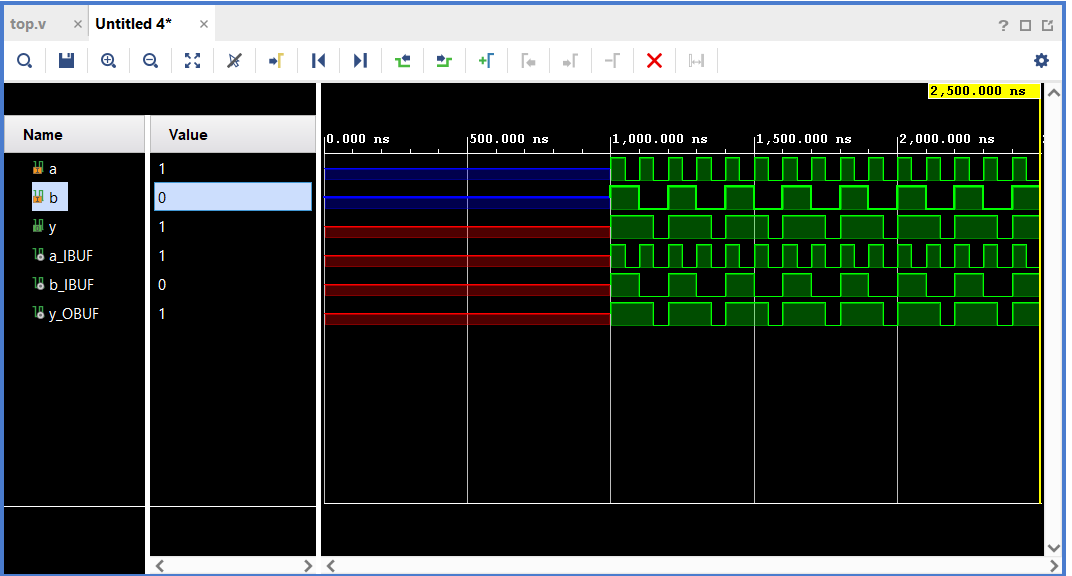 top.v × Untitled 4* ×
?
2,500.000 ns
Name Value
0.000 ns 500.000 ns 1,000.000 ns 1,500.000 ns 2,000.000 ns
a 1
b 0
y 1
a_IBUF 1
b_IBUF 0
y_OBUF 1